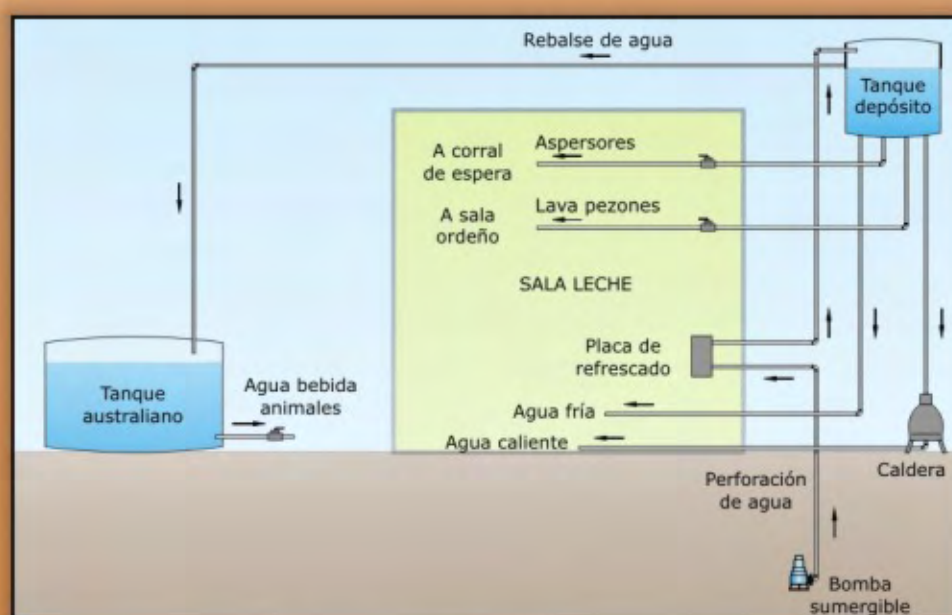 Rebalse de agua
Tanque
depósito
A corral
de espera
Aspersores
A sala
ordeño
Lava pezones
SALA LECHE
Placa de
refrescado
Tanque
australiano
Agua bebida
animales
Agua fría
Agua caliente
Caldera
Perforación
de agua
Bomba
sumergible